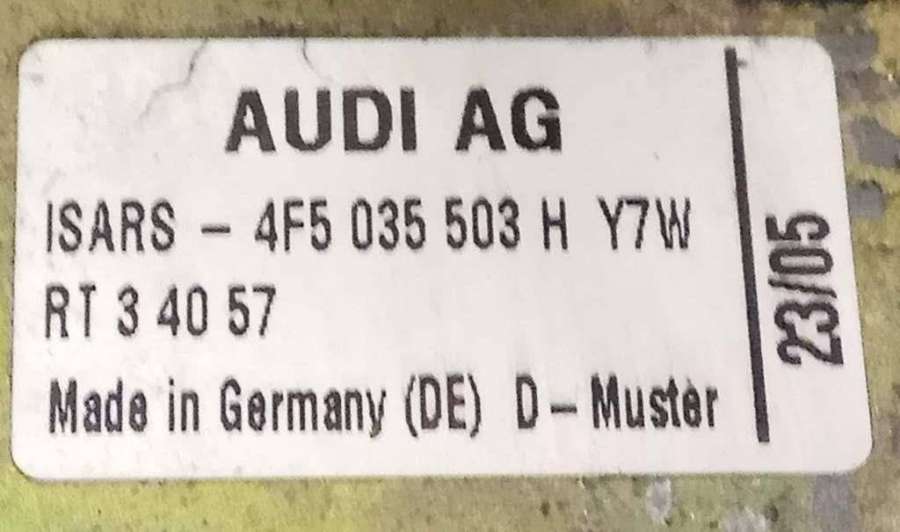 AUDI AG
ISARS – 4F5 035 503 H Y7W
RT 3 40 57
Made in Germany (DE) D – Muster
23/05